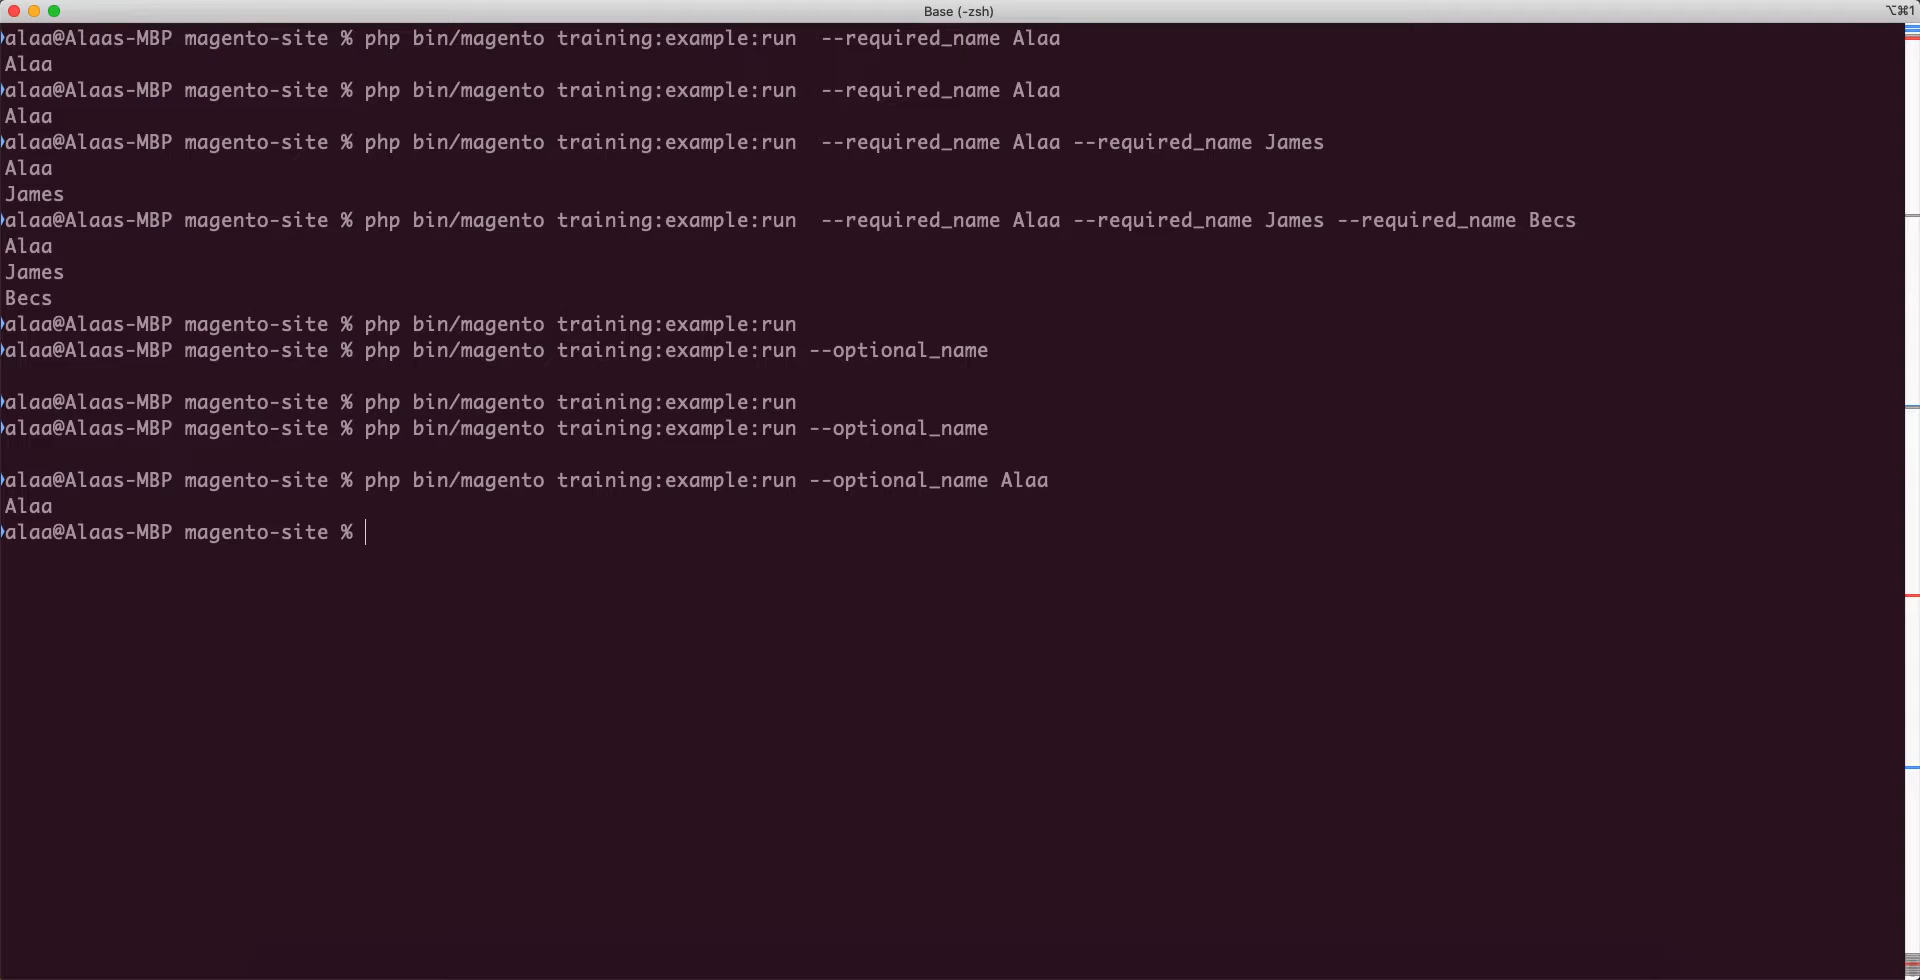 Base (-zsh)
⌥⌘1
alaa@Alaas-MBP magento-site % php bin/magento training:example:run  --required_name Alaa
Alaa
alaa@Alaas-MBP magento-site % php bin/magento training:example:run  --required_name Alaa
Alaa
alaa@Alaas-MBP magento-site % php bin/magento training:example:run  --required_name Alaa --required_name James
Alaa
James
alaa@Alaas-MBP magento-site % php bin/magento training:example:run  --required_name Alaa --required_name James --required_name Becs
Alaa
James
Becs
alaa@Alaas-MBP magento-site % php bin/magento training:example:run
alaa@Alaas-MBP magento-site % php bin/magento training:example:run --optional_name
alaa@Alaas-MBP magento-site % php bin/magento training:example:run
alaa@Alaas-MBP magento-site % php bin/magento training:example:run --optional_name
alaa@Alaas-MBP magento-site % php bin/magento training:example:run --optional_name Alaa
Alaa
alaa@Alaas-MBP magento-site %